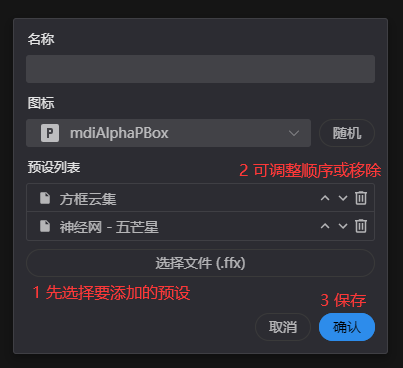 名称
图标
P mdiAlphaPBox 随机
预设列表
2 可调整顺序或移除
方框云集
神经网 - 五芒星
选择文件 (.ffx)
1 先选择要添加的预设
3 保存
取消 确认